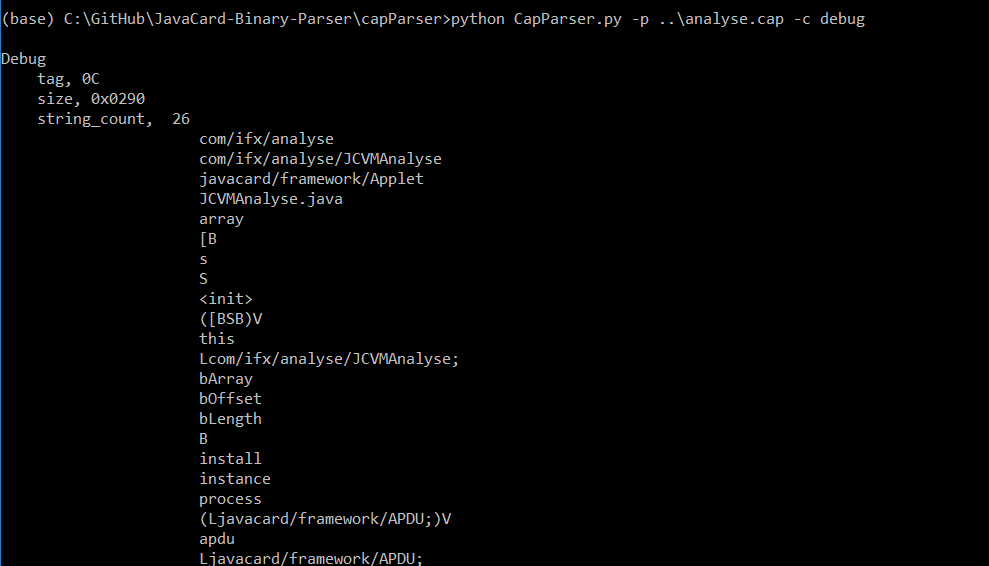 (base) C:\GitHub\JavaCard-Binary-Parser\capParser>python CapParser.py -p ..\analyse.cap -c debug
Debug
tag, 0C
size, 0x0290
string_count,  26
com/ifx/analyse
com/ifx/analyse/JCVMAnalyse
javacard/framework/Applet
JCVMAnalyse.java
array
[B
s
S
<init>
([BSB)V
this
Lcom/ifx/analyse/JCVMAnalyse;
bArray
bOffset
bLength
B
install
instance
process
(Ljavacard/framework/APDU;)V
apdu
Ljavacard/framework/APDU;